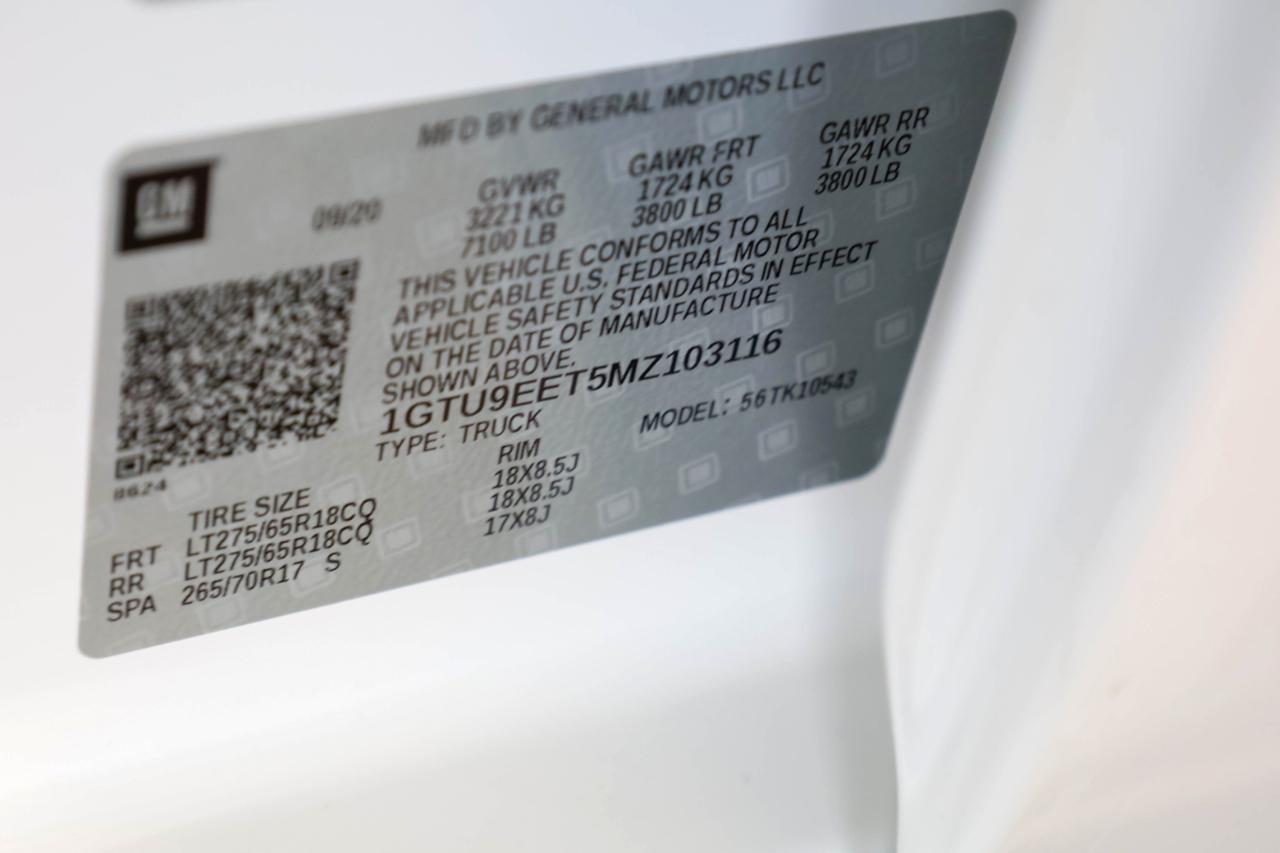 MFD BY GENERAL MOTORS LLC
GM
09/20
GVWR GAWR FRT GAWR RR
3221 KG 1724 KG 1724 KG
7100 LB 3800 LB 3800 LB
THIS VEHICLE CONFORMS TO ALL
APPLICABLE U.S. FEDERAL MOTOR
VEHICLE SAFETY STANDARDS IN EFFECT
ON THE DATE OF MANUFACTURE
SHOWN ABOVE.
1GTU9EET5MZ103116
TYPE: TRUCK MODEL: 56TK10543
8624
TIRE SIZE RIM
FRT LT275/65R18CQ 18X8.5J
RR LT275/65R18CQ 18X8.5J
SPA 265/70R17 S 17X8J